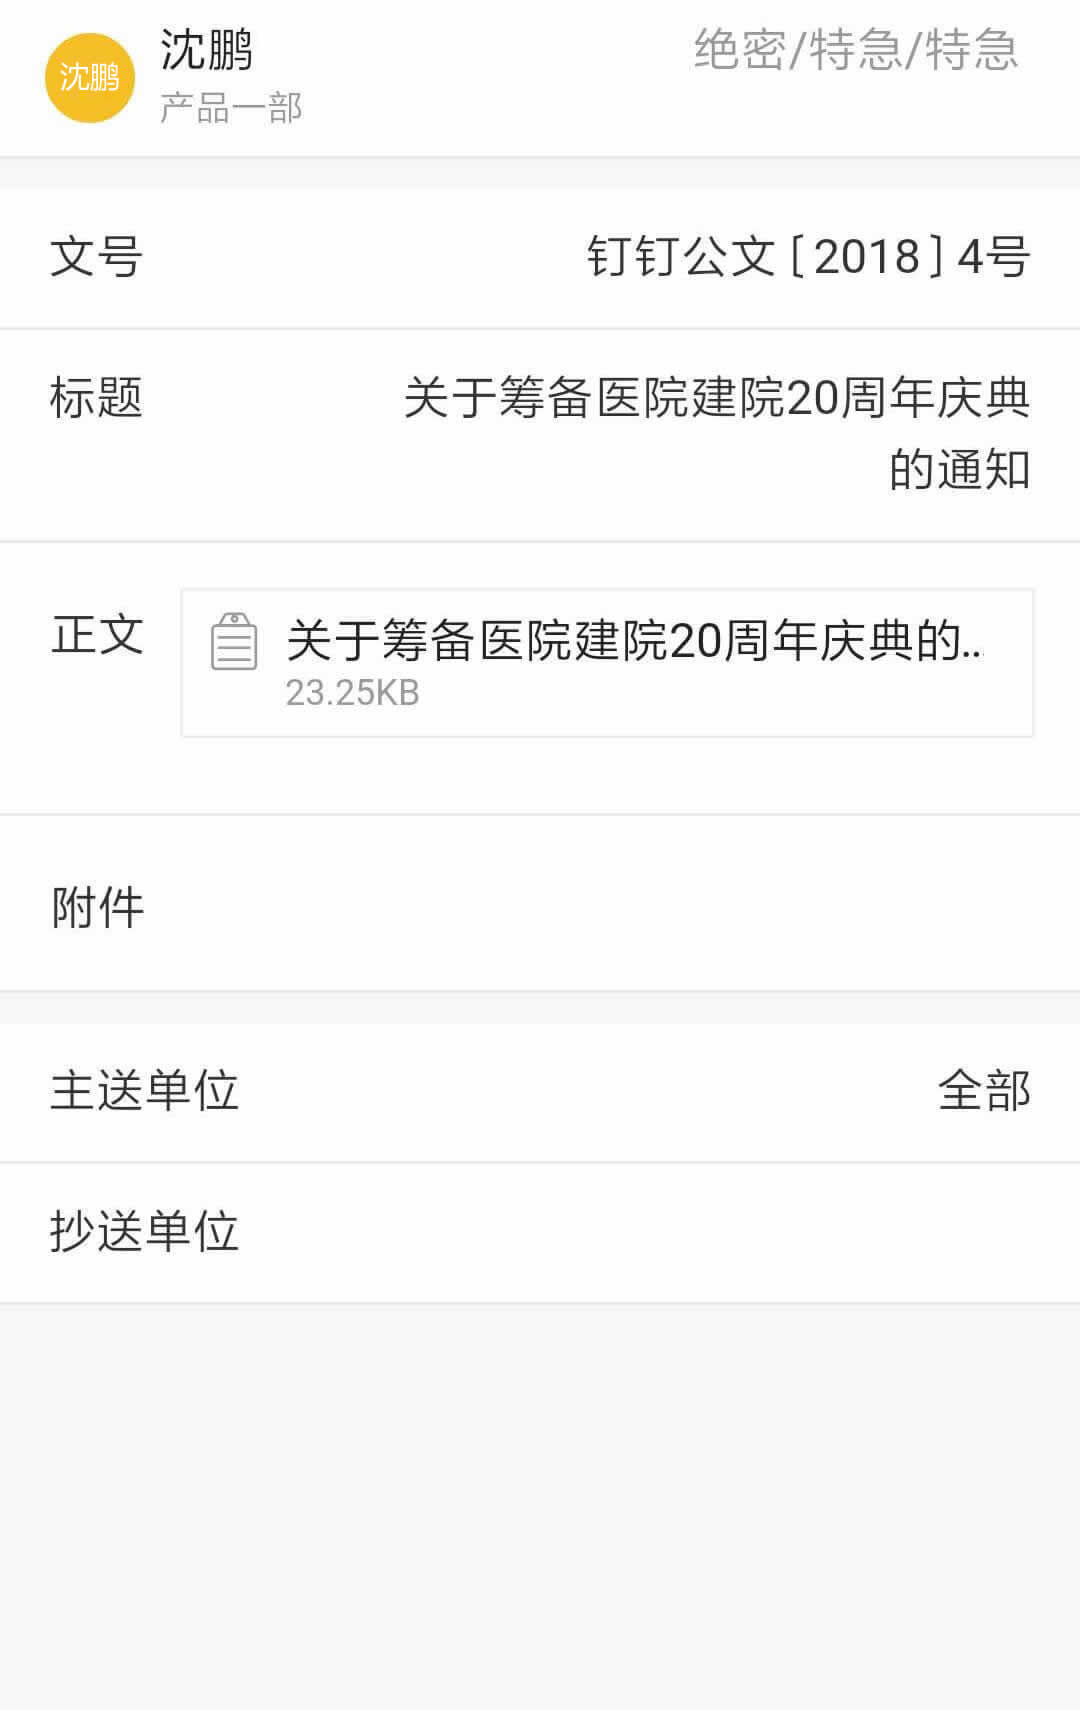 沈鹏
沈鹏
绝密/特急/特急
产品一部
文号
钉钉公文〔2018〕4号
标题
关于筹备医院建院20周年庆典
的通知
正文
关于筹备医院建院20周年庆典的..
23.25KB
附件
主送单位
全部
抄送单位